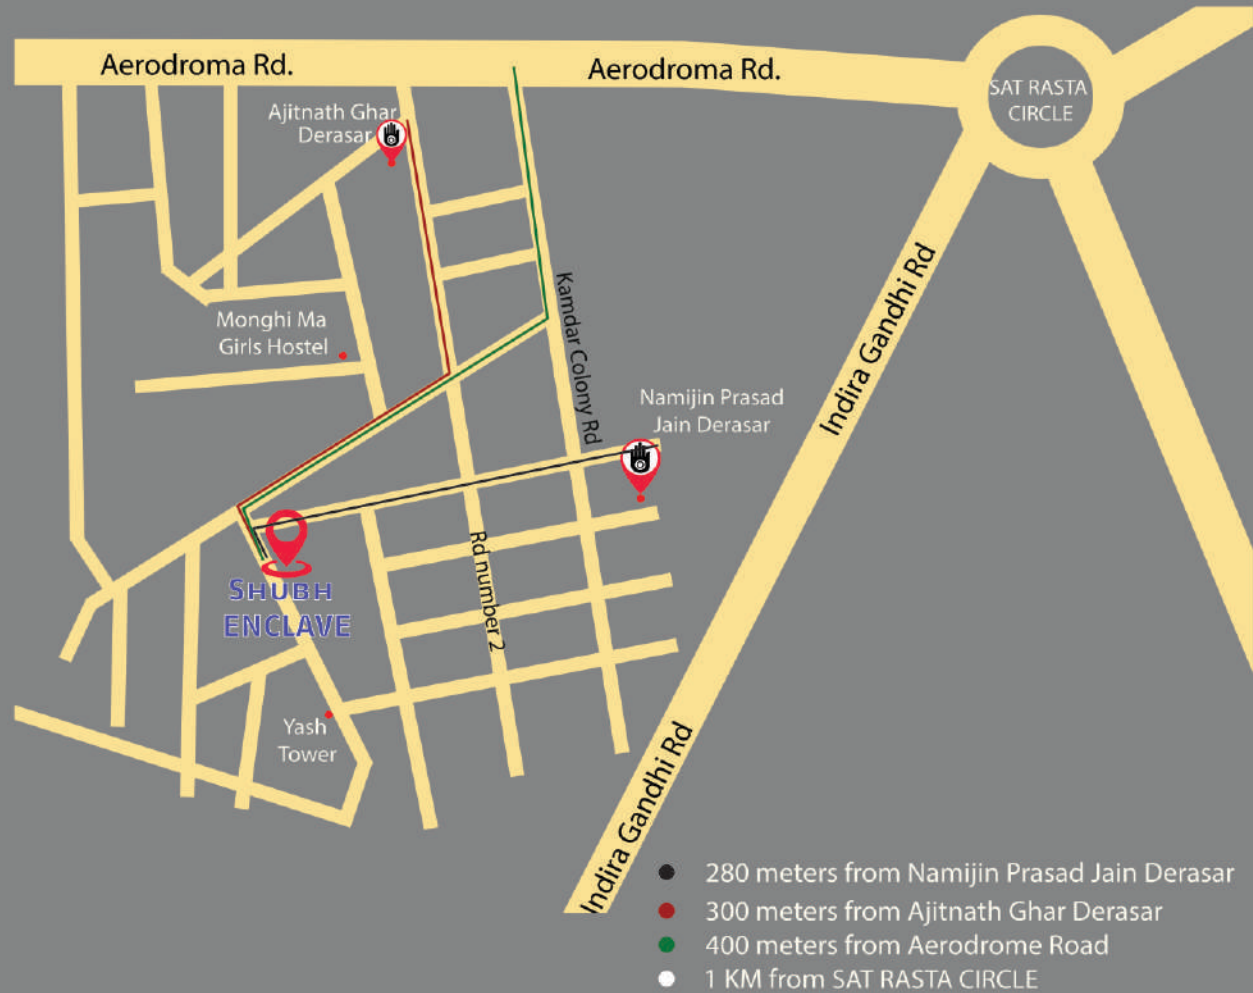 Aerodroma Rd.
Aerodroma Rd.
SAT RASTA
CIRCLE
Ajitnath Ghar
Derasar
Indira Gandhi Rd
Kamdar Colony Rd
Monghi Ma
Girls Hostel
Namijin Prasad
Jain Derasar
Rd number 2
SHUBH
ENCLAVE
Yash
Tower
Indira Gandhi Rd
280 meters from Namijin Prasad Jain Derasar
300 meters from Ajitnath Ghar Derasar
400 meters from Aerodrome Road
1 KM from SAT RASTA CIRCLE